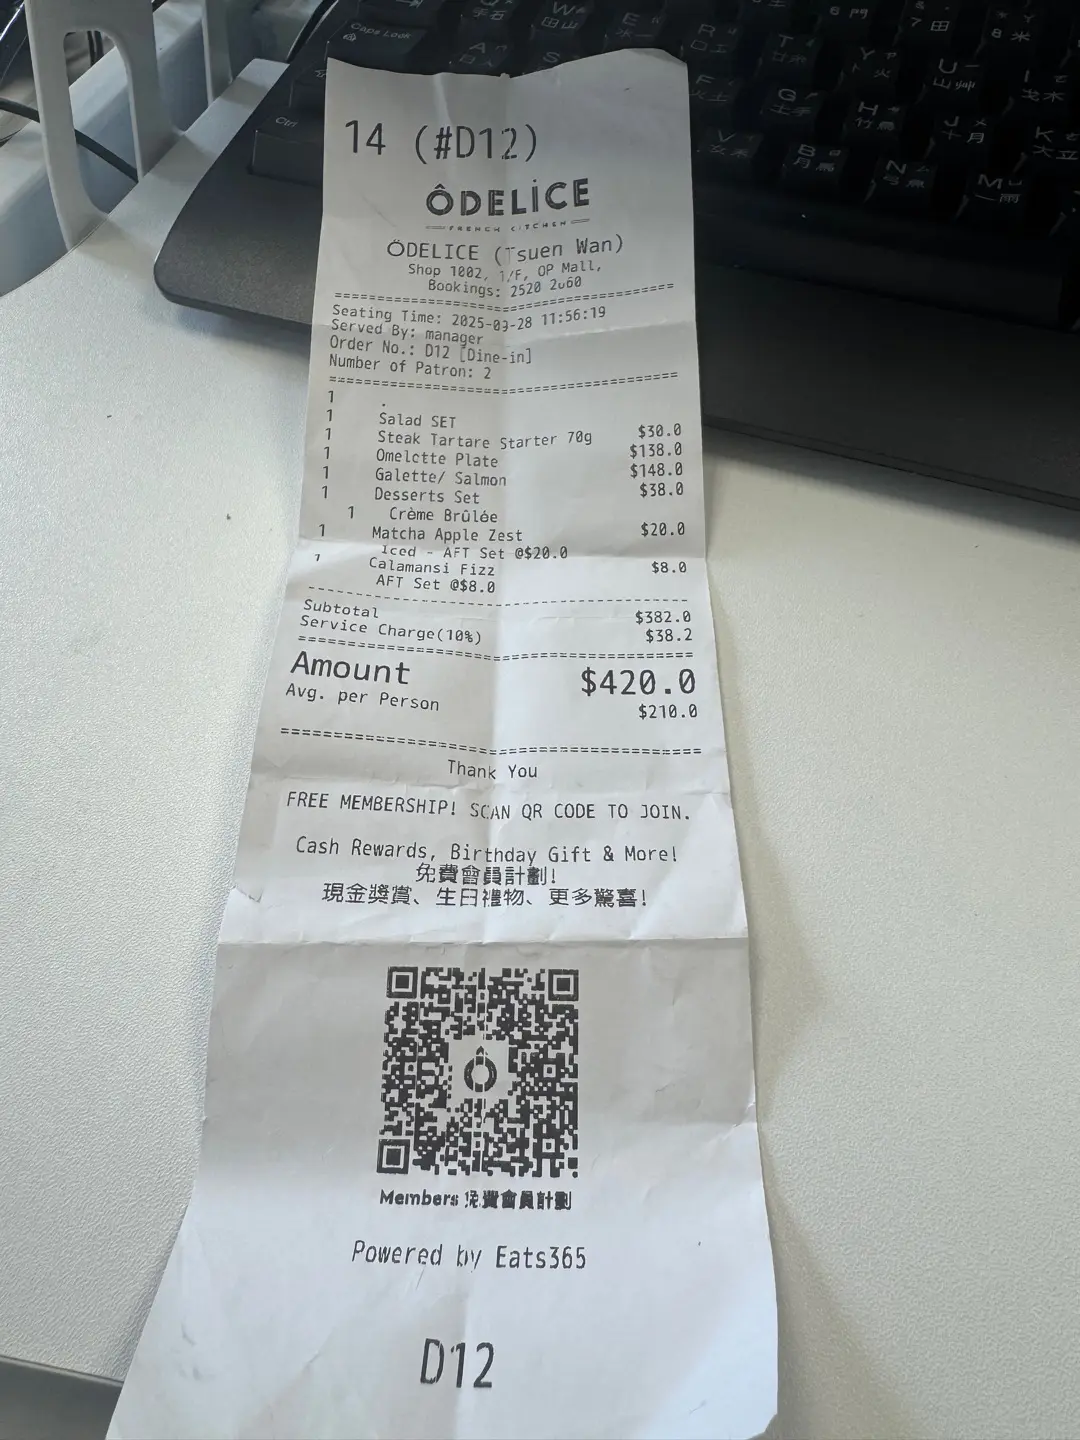 14 (#D12)
ÔDELİCE
FRENCH KITCHEN
ÔDELICE (Tsuen Wan)
Shop 1002, 1/F, OP Mall,
Bookings: 2520 2060
Seating Time: 2025-09-28 11:56:19
Served By: manager
Order No.: D12 [Dine-in]
Number of Patron: 2
1 .
1 Salad SET
1 Steak Tartare Starter 70g $30.0
1 Omelette Plate $138.0
1 Galette/ Salmon $148.0
1 Desserts Set $38.0
1 Crème Brûlée
1 Matcha Apple Zest $20.0
Iced - AFT Set @$20.0
1 Calamansi Fizz $8.0
AFT Set @$8.0
Subtotal $382.0
Service Charge(10%) $38.2
Amount $420.0
Avg. per Person $210.0
Thank You
FREE MEMBERSHIP! SCAN QR CODE TO JOIN.
Cash Rewards, Birthday Gift & More!
免費會員計劃!
現金獎賞、生日禮物、更多驚喜!
Members 免費會員計劃
Powered by Eats365
D12
Caps Lock
Ctrl